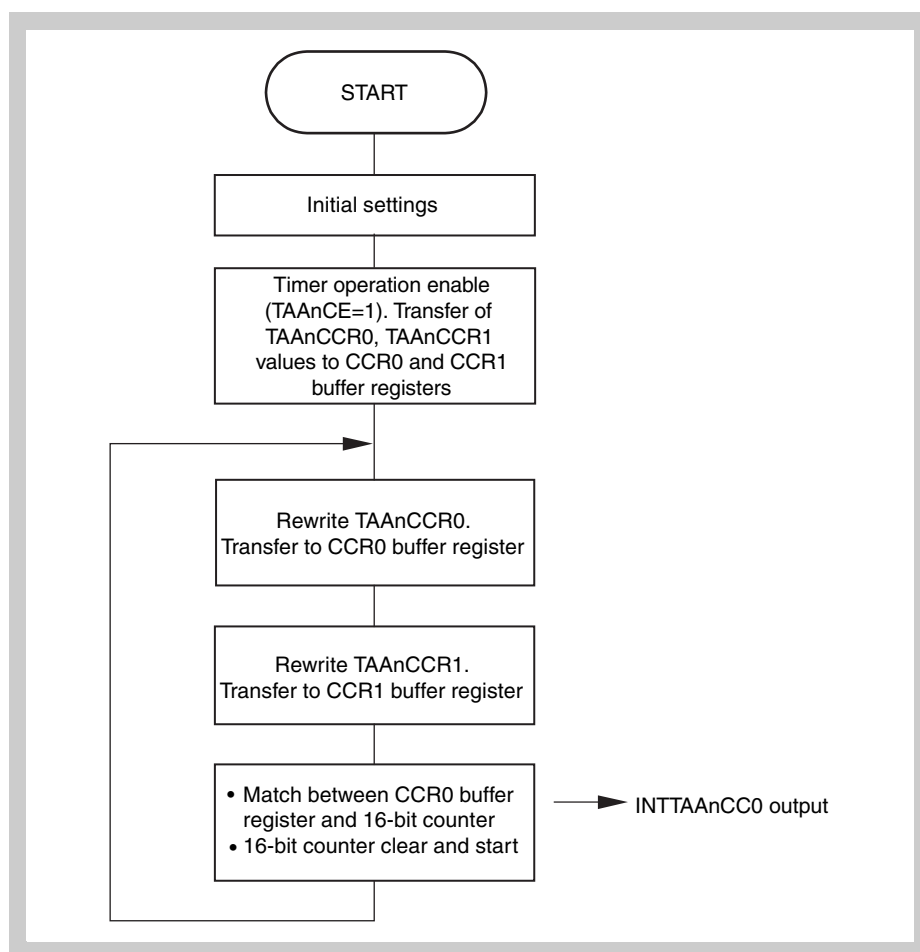 START
Initial settings
Timer operation enable
(TAAnCE=1). Transfer of
TAAnCCR0, TAAnCCR1
values to CCR0 and CCR1
buffer registers
Rewrite TAAnCCR0.
Transfer to CCR0 buffer register
Rewrite TAAnCCR1.
Transfer to CCR1 buffer register
• Match between CCR0 buffer
register and 16-bit counter
• 16-bit counter clear and start
INTTAAnCC0 output